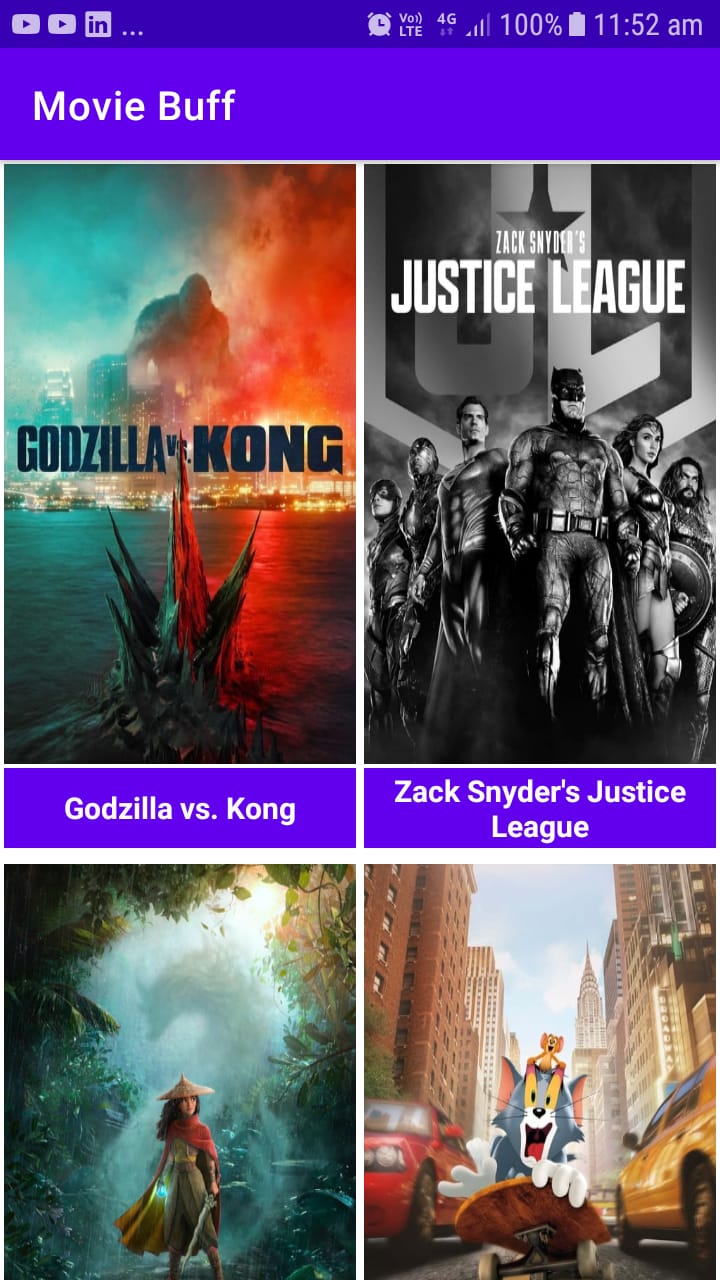 ... Vo) 4G 100% 11:52 am
LTE
Movie Buff
GODZILLA vs. KONG
ZACK SNYDER'S
JUSTICE LEAGUE
Godzilla vs. Kong
Zack Snyder's Justice
League